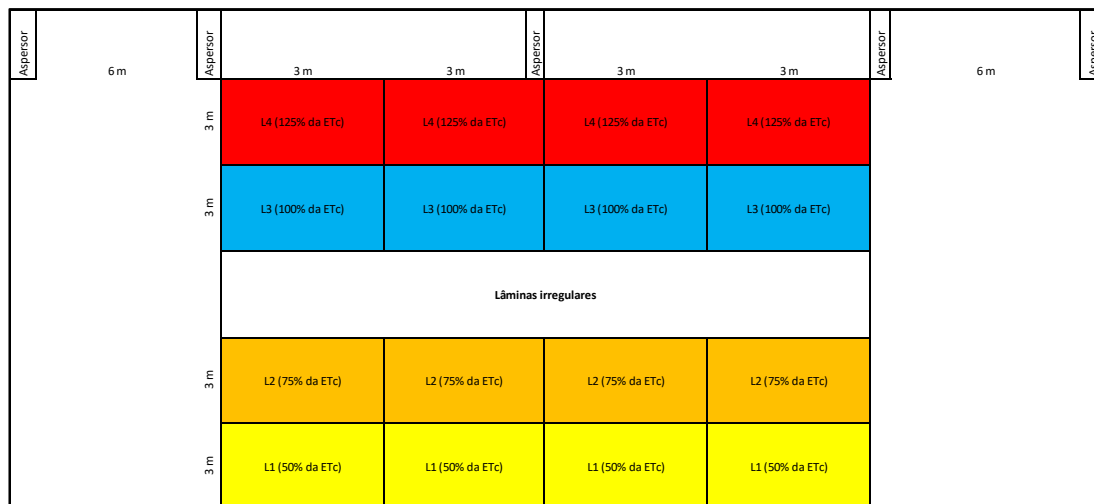 Aspersor
6 m
Aspersor
3 m
3 m
Aspersor
3 m
3 m
Aspersor
6 m
Aspersor
3 m
L4 (125% da ETc)
L4 (125% da ETc)
L4 (125% da ETc)
L4 (125% da ETc)
3 m
L3 (100% da ETc)
L3 (100% da ETc)
L3 (100% da ETc)
L3 (100% da ETc)
Lâminas irregulares
3 m
L2 (75% da ETc)
L2 (75% da ETc)
L2 (75% da ETc)
L2 (75% da ETc)
3 m
L1 (50% da ETc)
L1 (50% da ETc)
L1 (50% da ETc)
L1 (50% da ETc)